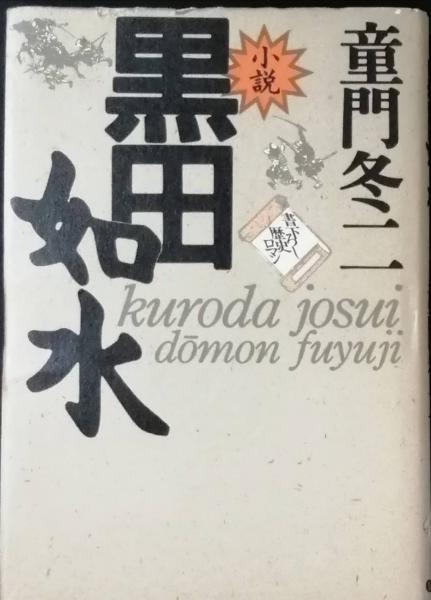 童門冬二
小説
黒田
如水
書下ろし
歴史
ロマン
kuroda josui
dōmon fuyuji